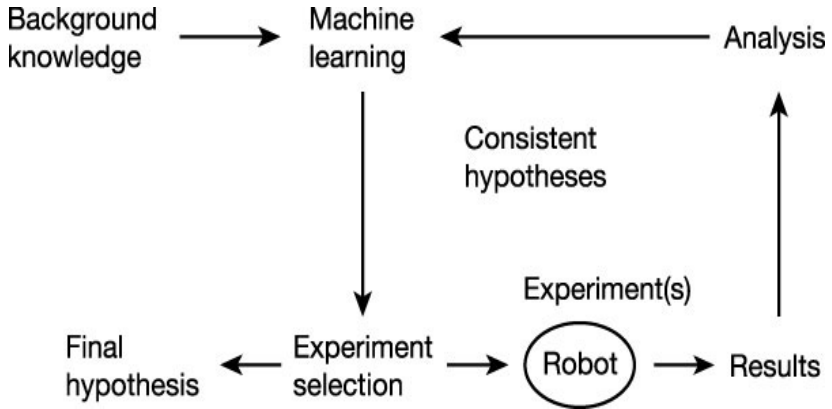 Background
knowledge
Machine
learning
Analysis
Consistent
hypotheses
Experiment(s)
Final
hypothesis
Experiment
selection
Robot
Results